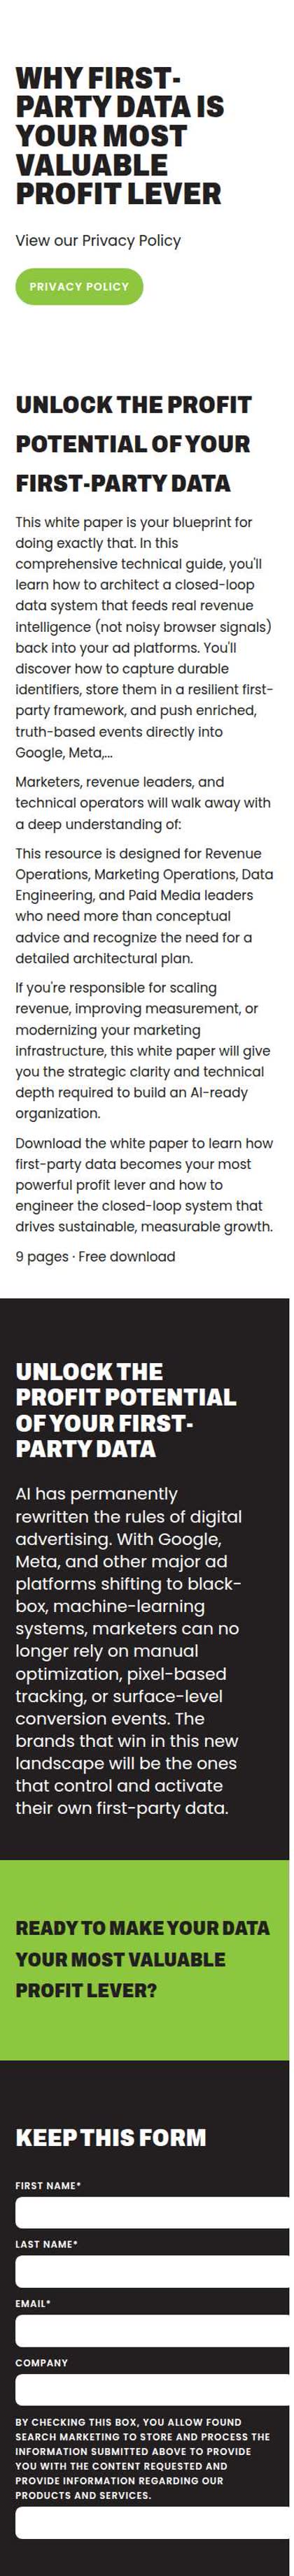 WHY FIRST-
PARTY DATA IS
YOUR MOST
VALUABLE
PROFIT LEVER
View our Privacy Policy
PRIVACY POLICY
UNLOCK THE PROFIT
POTENTIAL OF YOUR
FIRST-PARTY DATA
This white paper is your blueprint for
doing exactly that. In this
comprehensive technical guide, you'll
learn how to architect a closed-loop
data system that feeds real revenue
intelligence (not noisy browser signals)
back into your ad platforms. You'll
discover how to capture durable
identifiers, store them in a resilient first-
party framework, and push enriched,
truth-based events directly into
Google, Meta,...
Marketers, revenue leaders, and
technical operators will walk away with
a deep understanding of:
This resource is designed for Revenue
Operations, Marketing Operations, Data
Engineering, and Paid Media leaders
who need more than conceptual
advice and recognize the need for a
detailed architectural plan.
If you're responsible for scaling
revenue, improving measurement, or
modernizing your marketing
infrastructure, this white paper will give
you the strategic clarity and technical
depth required to build an AI-ready
organization.
Download the white paper to learn how
first-party data becomes your most
powerful profit lever and how to
engineer the closed-loop system that
drives sustainable, measurable growth.
9 pages · Free download
UNLOCK THE
PROFIT POTENTIAL
OF YOUR FIRST-
PARTY DATA
AI has permanently
rewritten the rules of digital
advertising. With Google,
Meta, and other major ad
platforms shifting to black-
box, machine-learning
systems, marketers can no
longer rely on manual
optimization, pixel-based
tracking, or surface-level
conversion events. The
brands that win in this new
landscape will be the ones
that control and activate
their own first-party data.
READY TO MAKE YOUR DATA
YOUR MOST VALUABLE
PROFIT LEVER?
KEEP THIS FORM
FIRST NAME*
LAST NAME*
EMAIL*
COMPANY
BY CHECKING THIS BOX, YOU ALLOW FOUND
SEARCH MARKETING TO STORE AND PROCESS THE
INFORMATION SUBMITTED ABOVE TO PROVIDE
YOU WITH THE CONTENT REQUESTED AND
PROVIDE INFORMATION REGARDING OUR
PRODUCTS AND SERVICES.